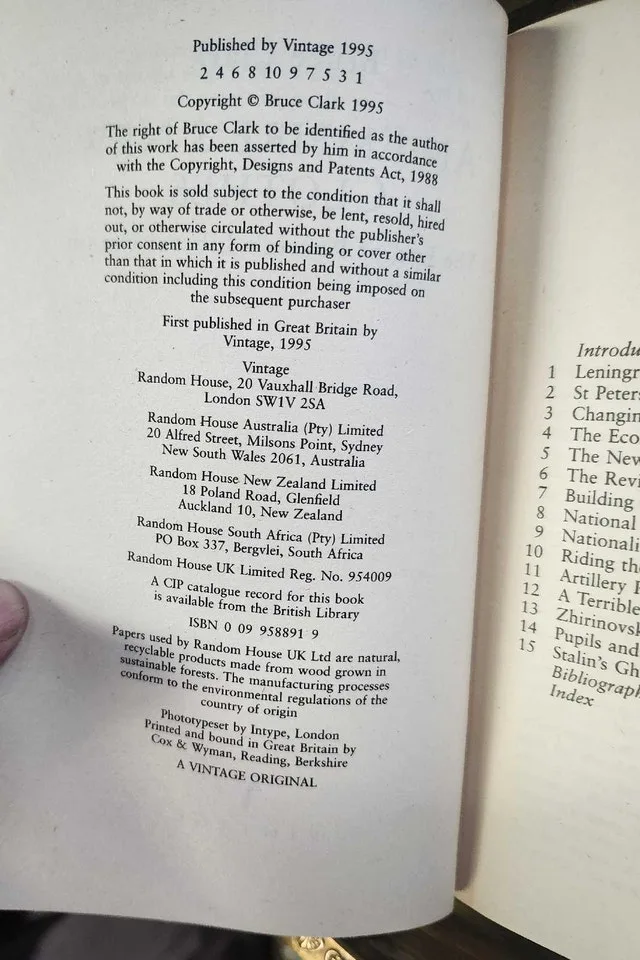 Published by Vintage 1995
2 4 6 8 10 9 7 5 3 1
Copyright © Bruce Clark 1995
The right of Bruce Clark to be identified as the author
of this work has been asserted by him in accordance
with the Copyright, Designs and Patents Act, 1988
This book is sold subject to the condition that it shall
not, by way of trade or otherwise, be lent, resold, hired
out, or otherwise circulated without the publisher's
prior consent in any form of binding or cover other
than that in which it is published and without a similar
condition including this condition being imposed on
the subsequent purchaser
First published in Great Britain by
Vintage, 1995
Vintage
Random House, 20 Vauxhall Bridge Road,
London SW1V 2SA
Random House Australia (Pty) Limited
20 Alfred Street, Milsons Point, Sydney
New South Wales 2061, Australia
Random House New Zealand Limited
18 Poland Road, Glenfield
Auckland 10, New Zealand
Random House South Africa (Pty) Limited
PO Box 337, Bergvlei, South Africa
Random House UK Limited Reg. No. 954009
A CIP catalogue record for this book
is available from the British Library
ISBN 0 09 958891 9
Papers used by Random House UK Ltd are natural,
recyclable products made from wood grown in
sustainable forests. The manufacturing processes
conform to the environmental regulations of the
country of origin
Phototypeset by Intype, London
Printed and bound in Great Britain by
Cox & Wyman, Reading, Berkshire
A VINTAGE ORIGINAL
Introdu
1 Leningr
2 St Peters
3 Changin
4 The Eco
5 The New
6 The Revi
7 Building
8 National
9 Nationali
10 Riding th
11 Artillery P
12 A Terrible
13 Zhirinovsk
14 Pupils and
15 Stalin's Gh
Bibliograph
Index